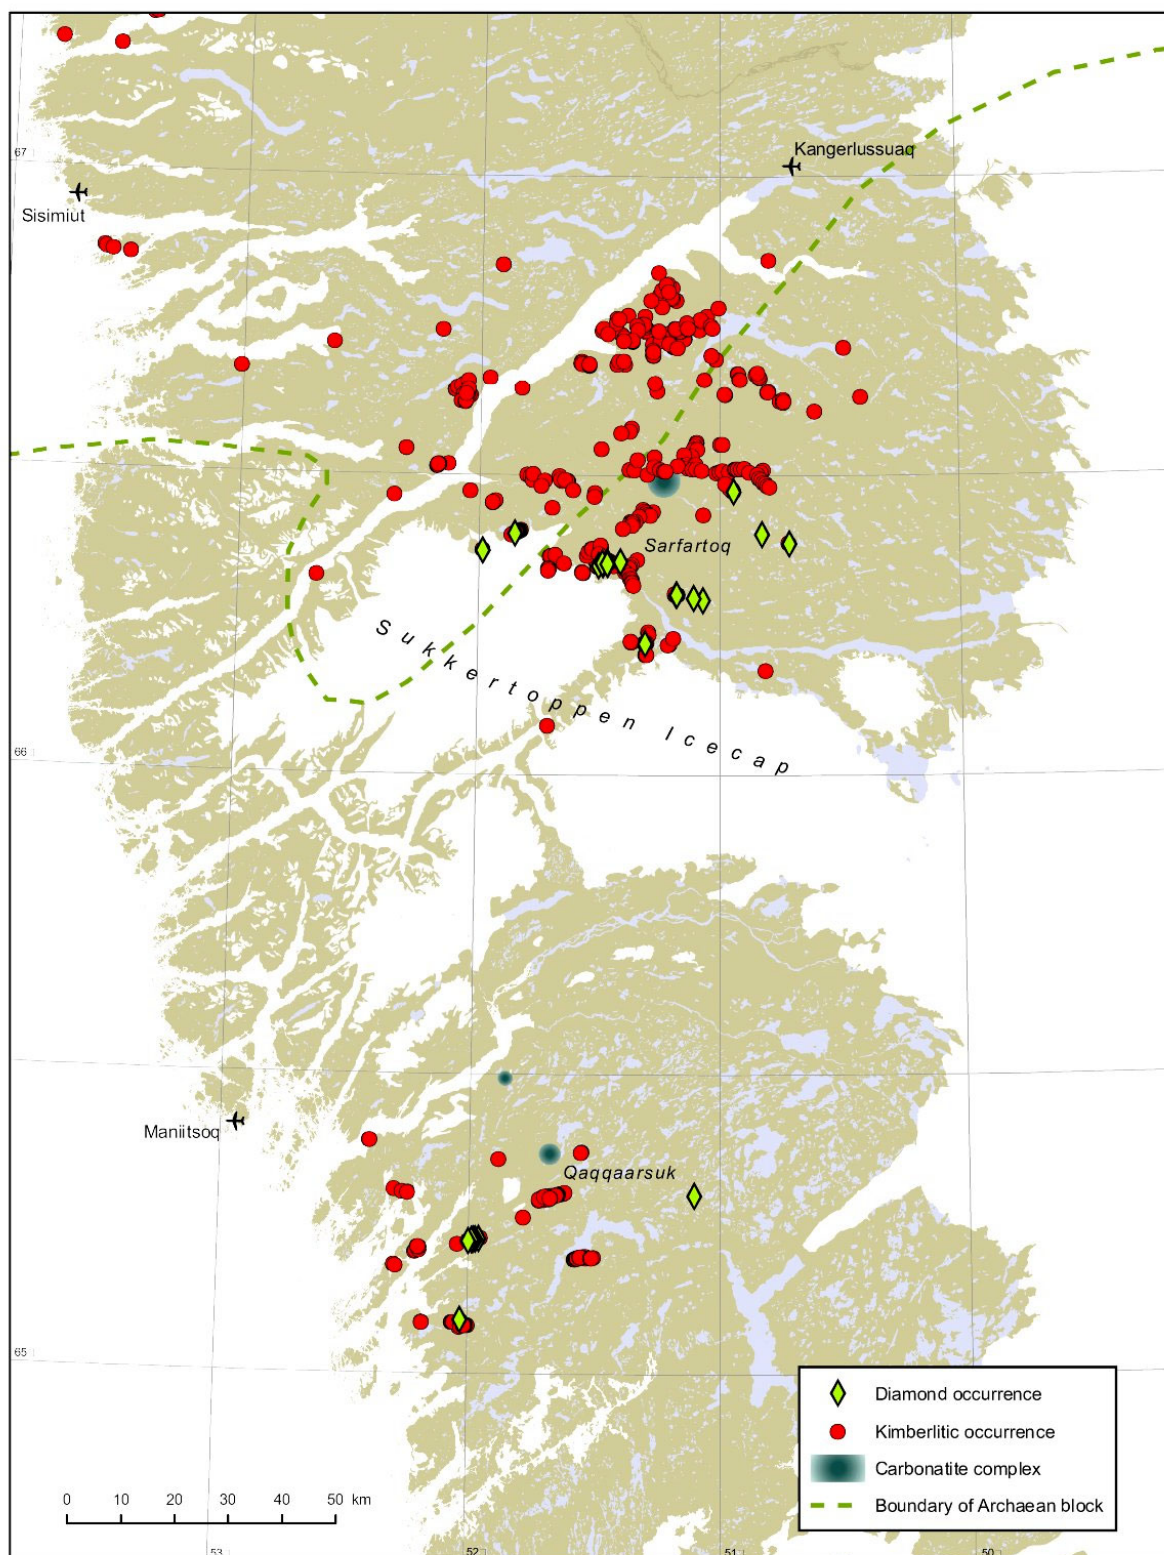 Kangerlussuaq
67
Sisimiut
Sarfartoq
Sukkertoppen Icecap
66
Maniitsoq
Qaqqaarsuk
65
Diamond occurrence
Kimberlitic occurrence
Carbonatite complex
Boundary of Archaean block
0 10 20 30 40 50 km
53 52 51 50